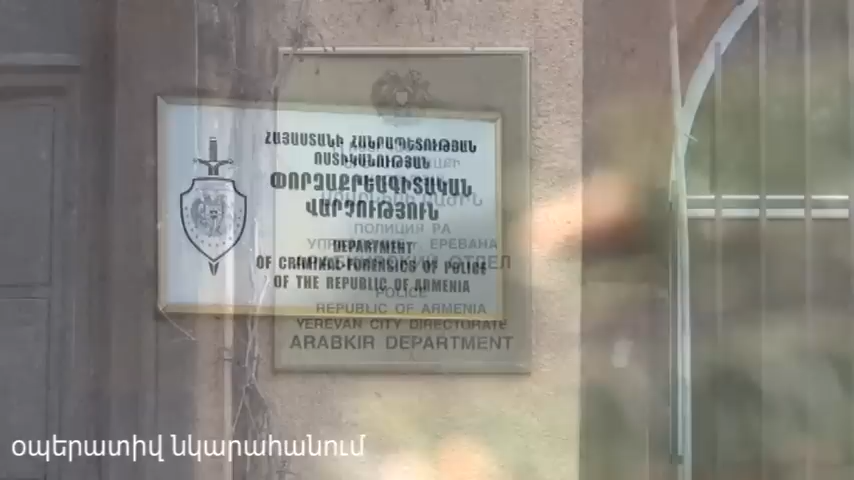 ՀԱՅԱՍՏԱՆԻ ՀԱՆՐԱՊԵՏՈՒԹՅԱՆ
ՈՍՏԻԿԱՆՈՒԹՅԱՆ
ՓՈՐՁԱՔՐԵԱԳԻՏԱԿԱՆ
ՎԱՐՉՈՒԹՅՈՒՆ
DEPARTMENT
OF CRIMINAL-FORENSICS OF POLICE
OF THE REPUBLIC OF ARMENIA
ПОЛИЦИЯ РА
ЕРЕВАНА
ОТДЕЛ
POLICE
REPUBLIC OF ARMENIA
YEREVAN CITY DIRECTORATE
ARABKIR DEPARTMENT
օպերատիվ նկարահանում